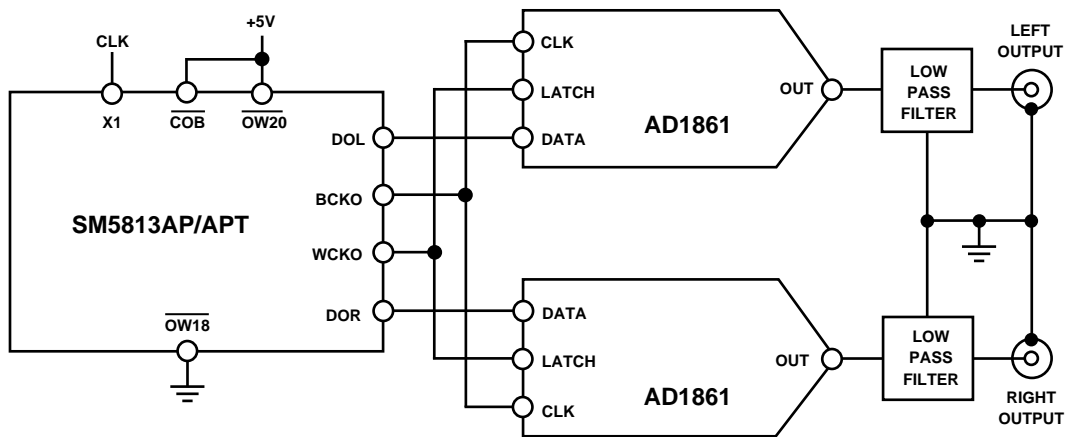 CLK
+5V
X1
COB
OW20
DOL
BCKO
WCKO
DOR
SM5813AP/APT
OW18
CLK
LATCH
DATA
OUT
AD1861
LOW
PASS
FILTER
LEFT
OUTPUT
DATA
LATCH
CLK
OUT
AD1861
LOW
PASS
FILTER
RIGHT
OUTPUT